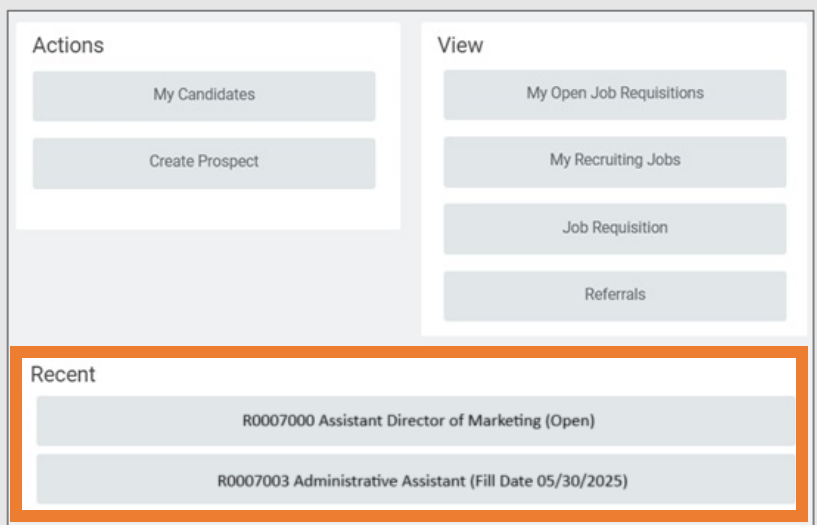 Actions
My Candidates
Create Prospect
View
My Open Job Requisitions
My Recruiting Jobs
Job Requisition
Referrals
Recent
R0007000 Assistant Director of Marketing (Open)
R0007003 Administrative Assistant (Fill Date 05/30/2025)